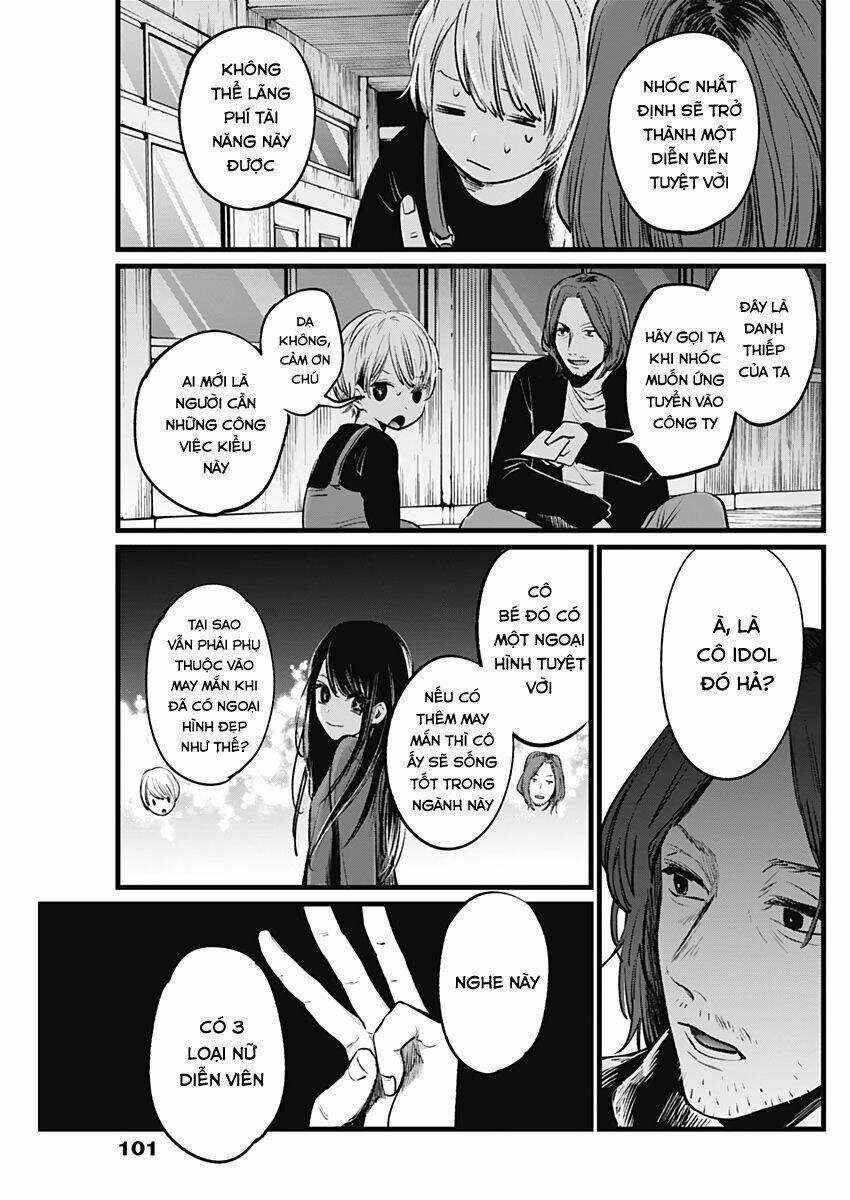 NHÓC NHẤT
ĐỊNH SẼ TRỞ
THÀNH MỘT
DIỄN VIÊN
TUYỆT VỜI
KHÔNG
THỂ LÃNG
PHÍ TÀI
NĂNG NÀY
ĐƯỢC
ĐÂY LÀ
DANH
THIẾP
CỦA TA
HÃY GỌI TA
KHI NHÓC
MUỐN ỨNG
TUYỂN VÀO
CÔNG TY
DẠ
KHÔNG,
CẢM ƠN
CHÚ
AI MỚI LÀ
NGƯỜI CẦN
NHỮNG CÔNG
VIỆC KIỂU
NÀY
À, LÀ
CÔ IDOL
ĐÓ HẢ?
CÔ
BÉ ĐÓ CÓ
MỘT NGOẠI
HÌNH TUYỆT
VỜI
NẾU CÓ
THÊM MAY
MẮN THÌ CÔ
ẤY SẼ SỐNG
TỐT TRONG
NGÀNH NÀY
TẠI SAO
VẪN PHẢI PHỤ
THUỘC VÀO
MAY MẮN KHI
ĐÃ CÓ NGOẠI
HÌNH ĐẸP
NHƯ THẾ?
NGHE NÀY
CÓ 3
LOẠI NỮ
DIỄN VIÊN
101